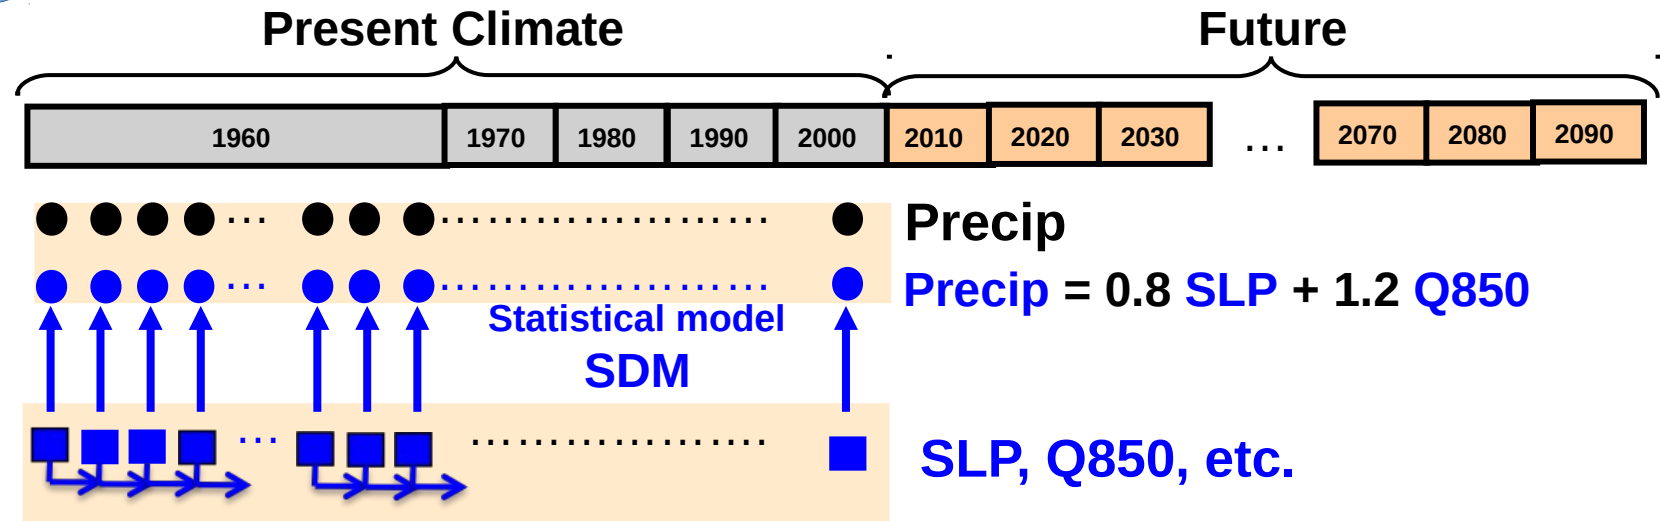 Present Climate Future
1960 1970 1980 1990 2000 2010 2020 2030 ... 2070 2080 2090
Precip
Precip = 0.8 SLP + 1.2 Q850
Statistical model
SDM
SLP, Q850, etc.